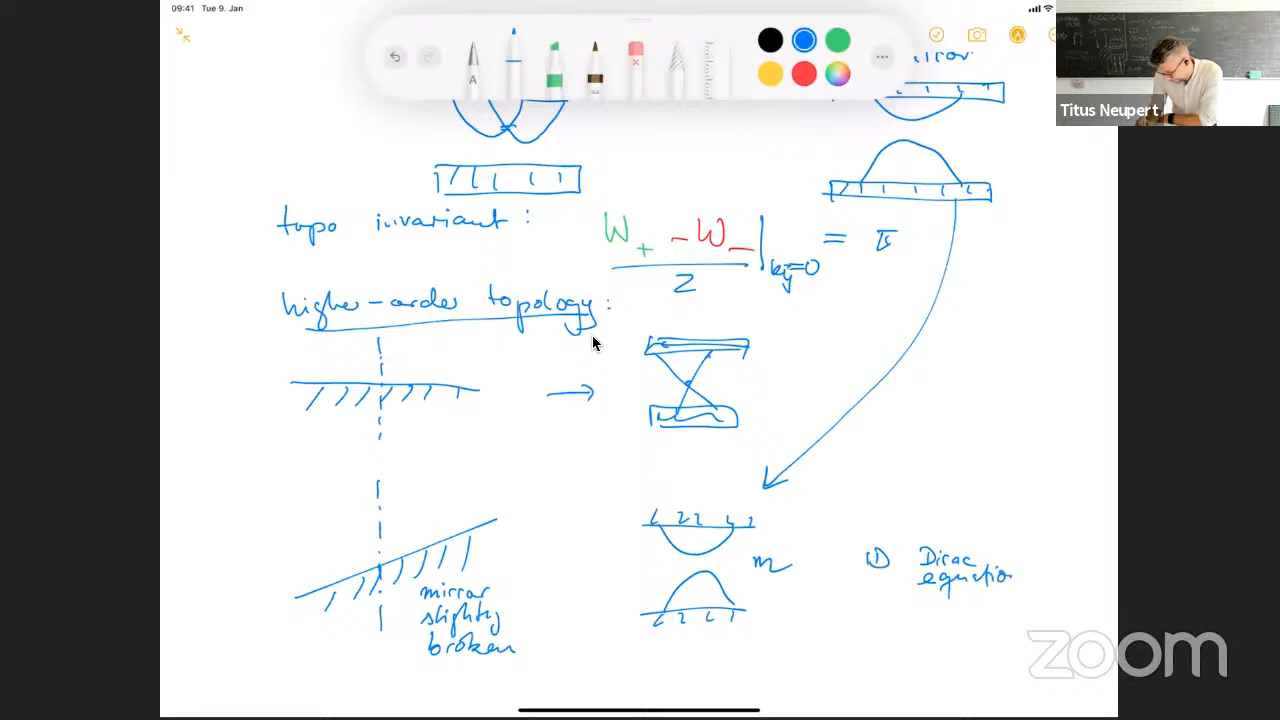 09:41 Tue 9. Jan
A
Titus Neupert
topo invariant :
W+ - W- / 2 | ky=0 = π
higher-order topology :
m
① Dirac
equation
mirror
slightly
broken
zoom